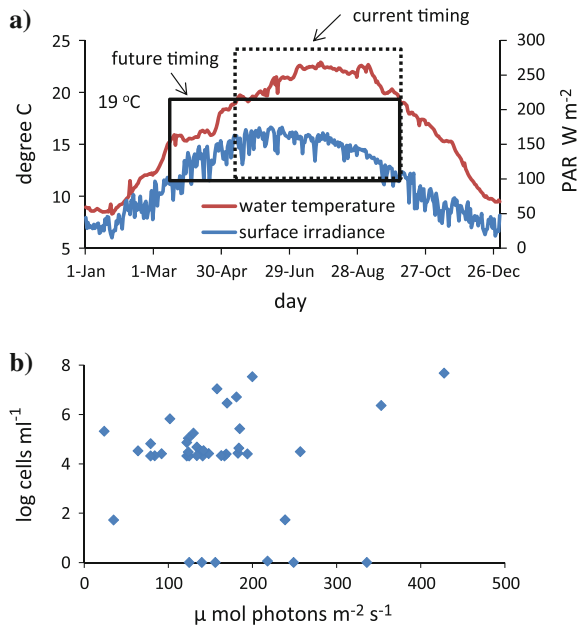 a)
current timing
future timing
25
20
15
10
5
degree C
19 °C
300
250
200
150
100
50
0
PAR W m⁻²
water temperature
surface irradiance
1-Jan 1-Mar 30-Apr 29-Jun 28-Aug 27-Oct 26-Dec
day
b)
8
6
4
2
0
log cells ml⁻¹
0 100 200 300 400 500
μ mol photons m⁻² s⁻¹